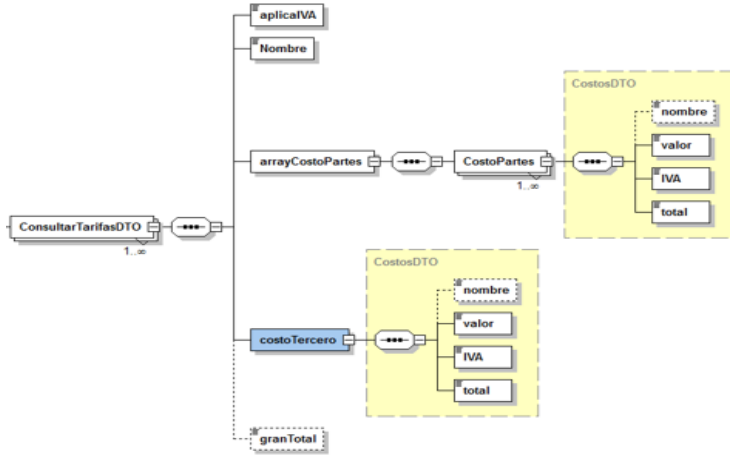 aplicaIVA
Nombre
CostosDTO
nombre
valor
IVA
total
arrayCostoPartes
CostoPartes
1..∞
ConsultarTarifasDTO
1..∞
CostosDTO
nombre
valor
IVA
total
costoTercero
granTotal